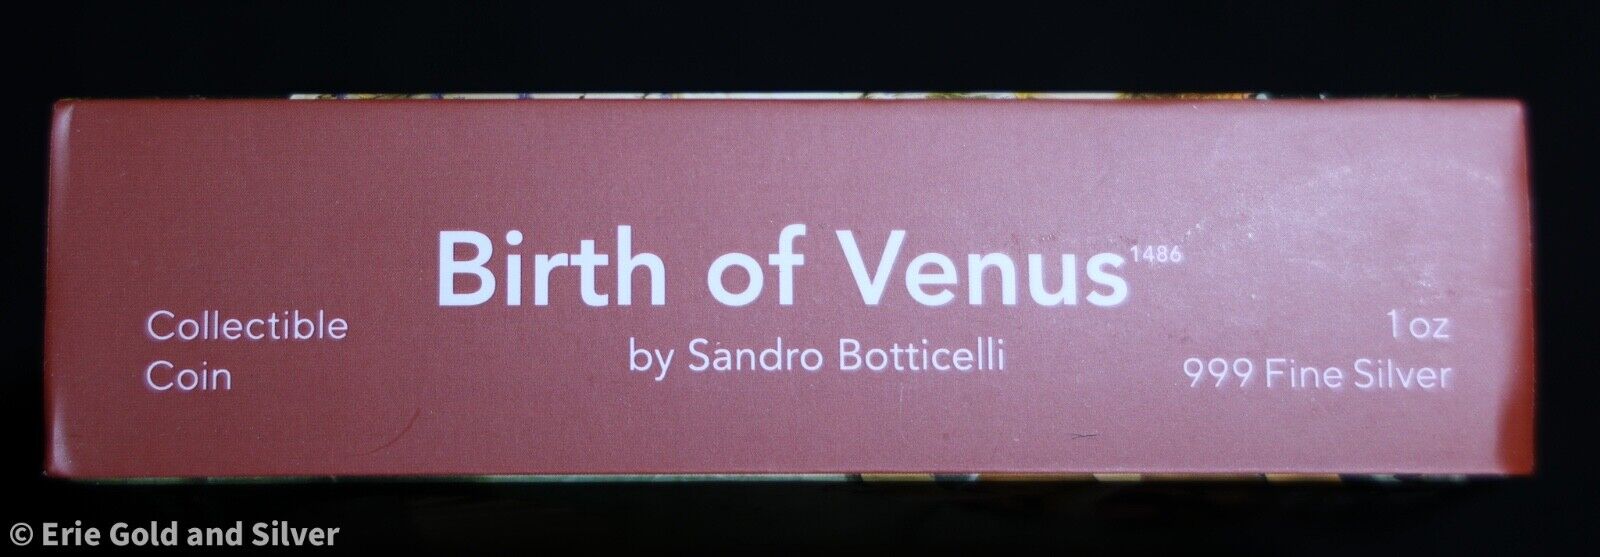 Birth of Venus 1486
by Sandro Botticelli
Collectible
Coin
1 oz
999 Fine Silver
© Erie Gold and Silver